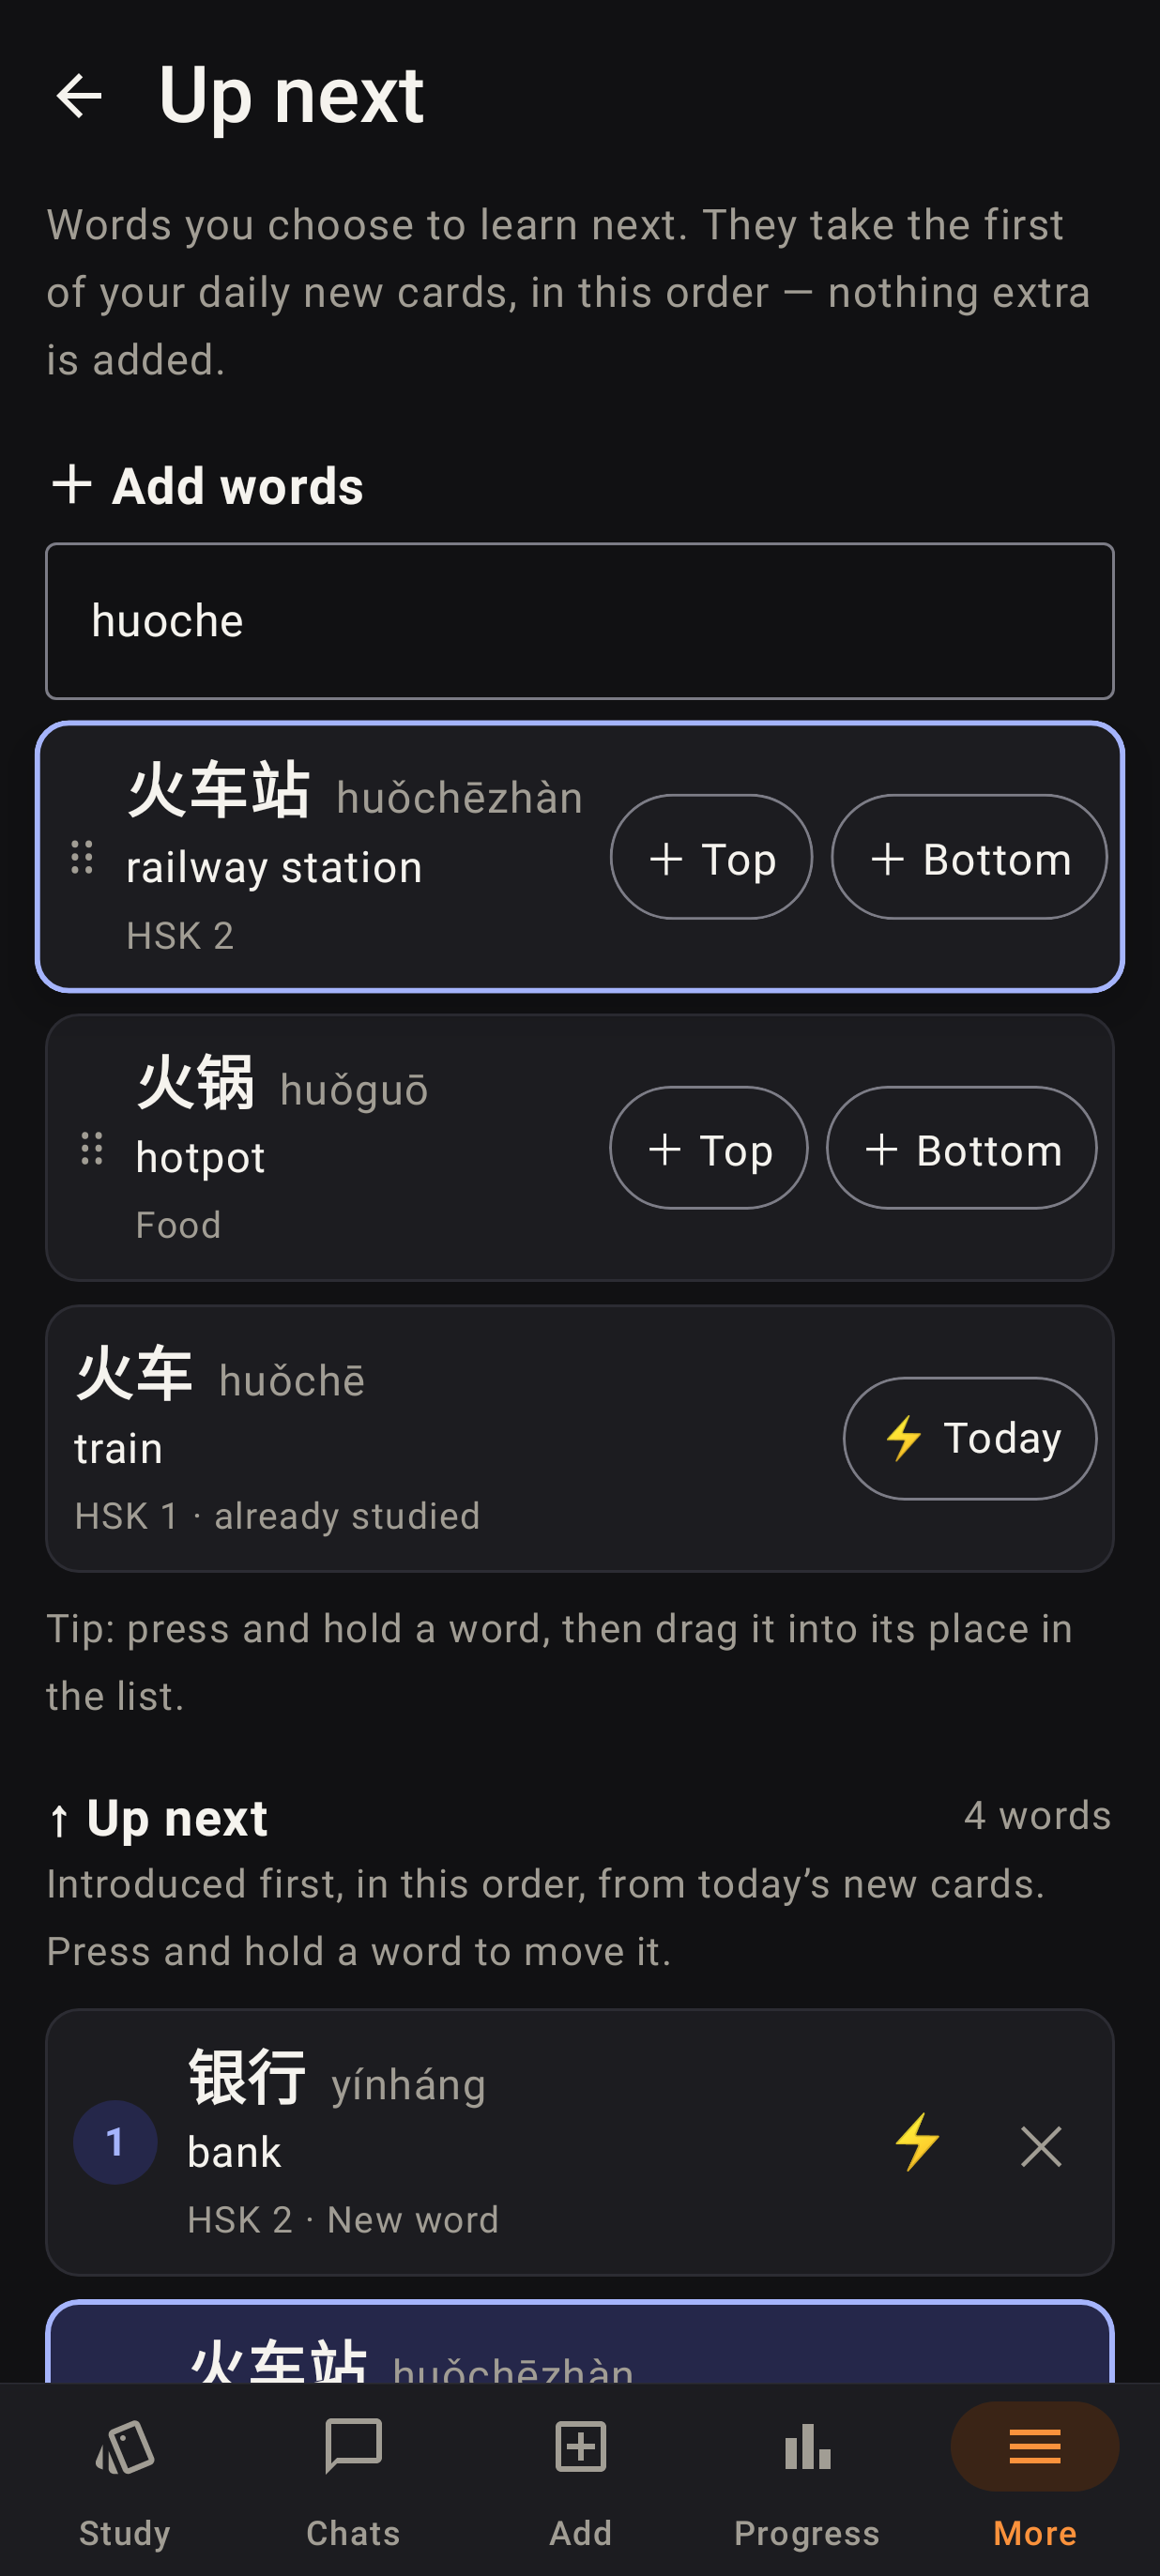 Up next
Words you choose to learn next. They take the first
of your daily new cards, in this order — nothing extra
is added.
+ Add words
huoche
火车站 huǒchēzhàn
railway station
HSK 2
+ Top
+ Bottom
火锅 huǒguō
hotpot
Food
+ Top
+ Bottom
火车 huǒchē
train
HSK 1 · already studied
⚡ Today
Tip: press and hold a word, then drag it into its place in
the list.
↑ Up next
4 words
Introduced first, in this order, from today’s new cards.
Press and hold a word to move it.
1
银行 yínháng
bank
HSK 2 · New word
火车站 huǒchēzhàn
Study
Chats
Add
Progress
More